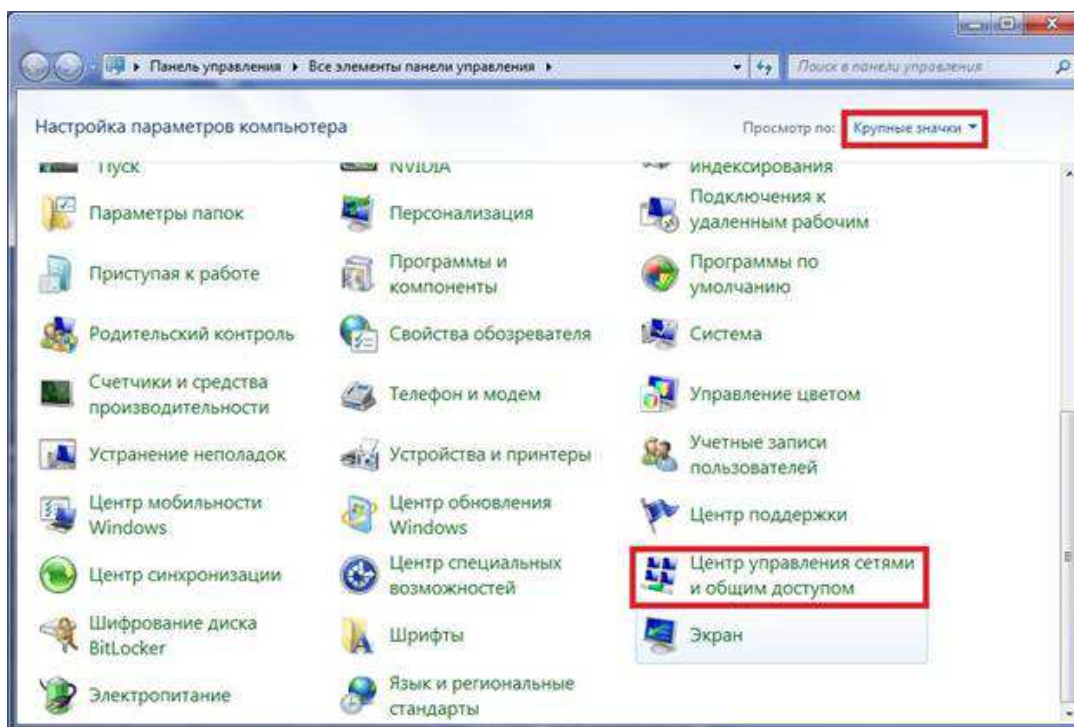 Панель управления ▸ Все элементы панели управления ▸
Поиск в панели управления
Настройка параметров компьютера
Просмотр по: Крупные значки
Пуск
NVIDIA
индексирования
Параметры папок
Персонализация
Подключения к
удаленным рабочим
Приступая к работе
Программы и
компоненты
Программы по
умолчанию
Родительский контроль
Свойства обозревателя
Система
Счетчики и средства
производительности
Телефон и модем
Управление цветом
Устранение неполадок
Устройства и принтеры
Учетные записи
пользователей
Центр мобильности
Windows
Центр обновления
Windows
Центр поддержки
Центр синхронизации
Центр специальных
возможностей
Центр управления сетями
и общим доступом
Шифрование диска
BitLocker
Шрифты
Экран
Электропитание
Язык и региональные
стандарты